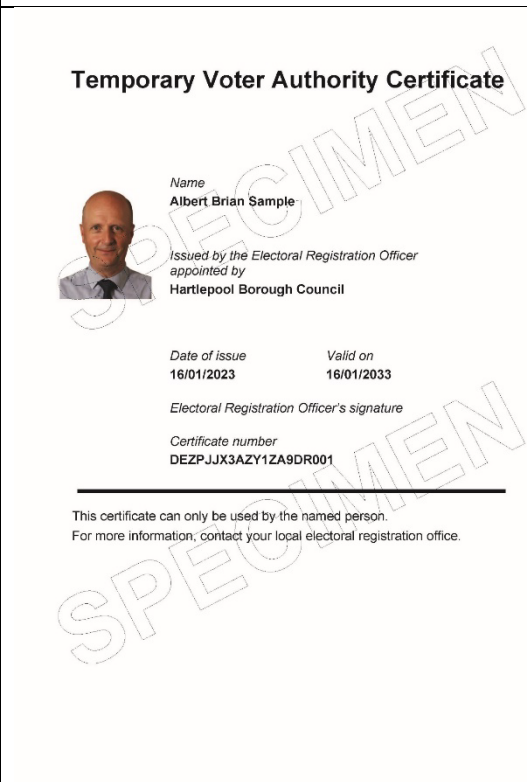 Temporary Voter Authority Certificate
Name
Albert Brian Sample
Issued by the Electoral Registration Officer
appointed by
Hartlepool Borough Council
Date of issue Valid on
16/01/2023 16/01/2033
Electoral Registration Officer's signature
Certificate number
DEZPJJX3AZY1ZA9DR001
This certificate can only be used by the named person.
For more information, contact your local electoral registration office.
SPECIMEN
SPECIMEN